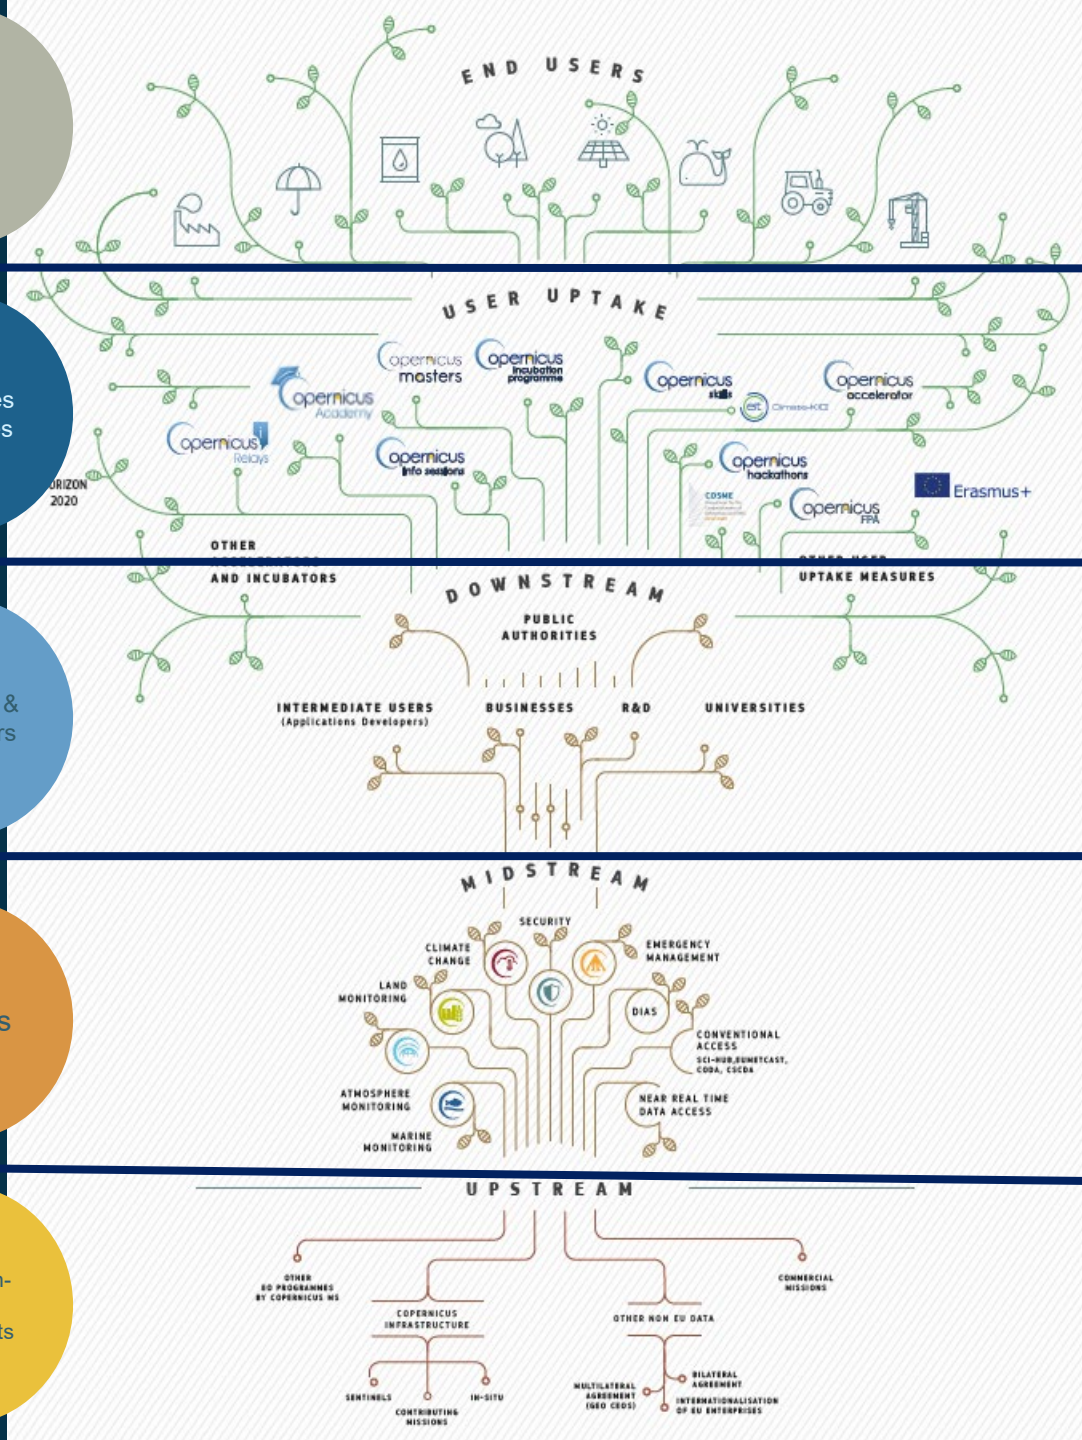 END USERS
USER UPTAKE
opernicus
masters
opernicus
incubation
programme
opernicus
skills
opernicus
accelerator
opernicus
Academy
eit Climate-KIC
opernicus
Relays
opernicus
info sessions
opernicus
hackathons
ORIZON
2020
COSME
opernicus
FPA
Erasmus+
OTHER
AND INCUBATORS
OTHER USER
UPTAKE MEASURES
DOWNSTREAM
PUBLIC
AUTHORITIES
&
rs
INTERMEDIATE USERS
(Applications Developers)
BUSINESSES
R&D
UNIVERSITIES
MIDSTREAM
SECURITY
CLIMATE
CHANGE
EMERGENCY
MANAGEMENT
LAND
MONITORING
DIAS
CONVENTIONAL
ACCESS
SCI-HUB,EUMETCAST,
CODA, CSCDA
ATMOSPHERE
MONITORING
NEAR REAL TIME
DATA ACCESS
MARINE
MONITORING
UPSTREAM
OTHER
EO PROGRAMMES
BY COPERNICUS MS
COMMERCIAL
MISSIONS
COPERNICUS
INFRASTRUCTURE
OTHER NON EU DATA
SENTINELS
CONTRIBUTING
MISSIONS
IN-SITU
MULTILATERAL
AGREEMENT
(GEO CEOS)
BILATERAL
AGREEMENT
INTERNATIONALISATION
OF EU ENTERPRISES